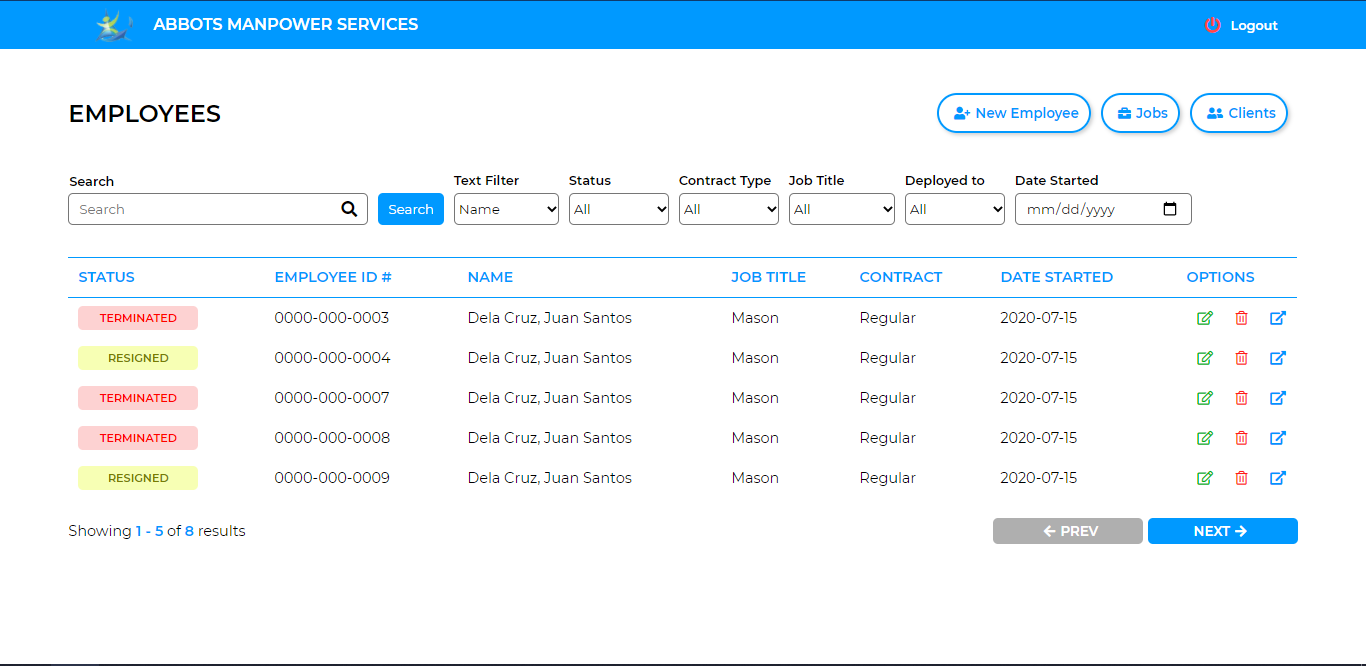 ABBOTS MANPOWER SERVICES Logout
EMPLOYEES New Employee Jobs Clients
Search Text Filter Status Contract Type Job Title Deployed to Date Started
Search Search Name All All All All mm/dd/yyyy
STATUS EMPLOYEE ID # NAME JOB TITLE CONTRACT DATE STARTED OPTIONS
TERMINATED 0000-000-0003 Dela Cruz, Juan Santos Mason Regular 2020-07-15
RESIGNED 0000-000-0004 Dela Cruz, Juan Santos Mason Regular 2020-07-15
TERMINATED 0000-000-0007 Dela Cruz, Juan Santos Mason Regular 2020-07-15
TERMINATED 0000-000-0008 Dela Cruz, Juan Santos Mason Regular 2020-07-15
RESIGNED 0000-000-0009 Dela Cruz, Juan Santos Mason Regular 2020-07-15
Showing 1 - 5 of 8 results PREV NEXT